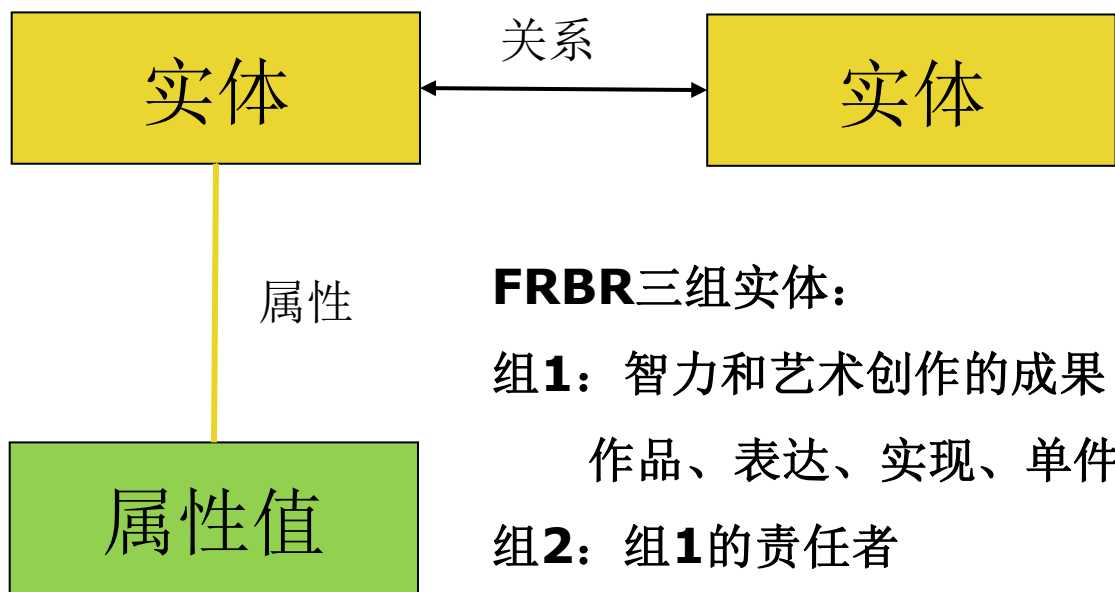 关系
实体
实体
属性
FRBR三组实体：
组1：智力和艺术创作的成果
作品、表达、实现、单件
属性值
组2：组1的责任者